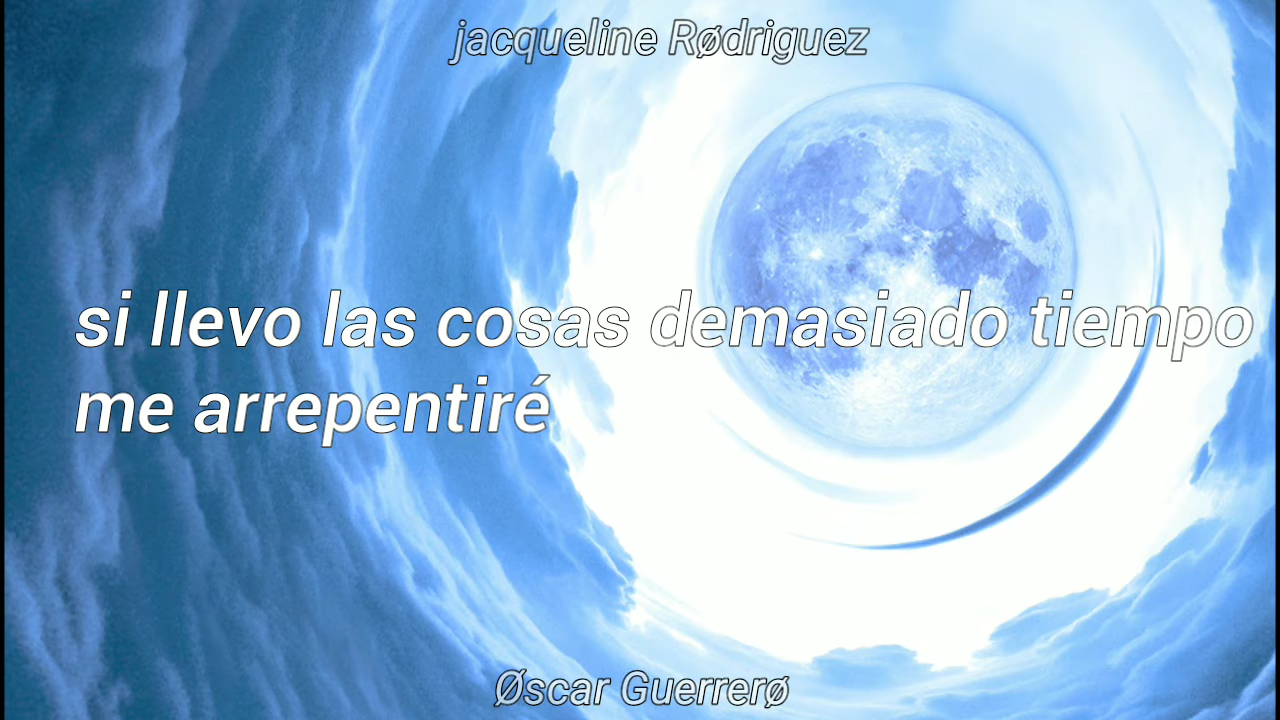 jacqueline Rødriguez
si llevo las cosas demasiado tiempo
me arrepentiré
Øscar Guerrerø